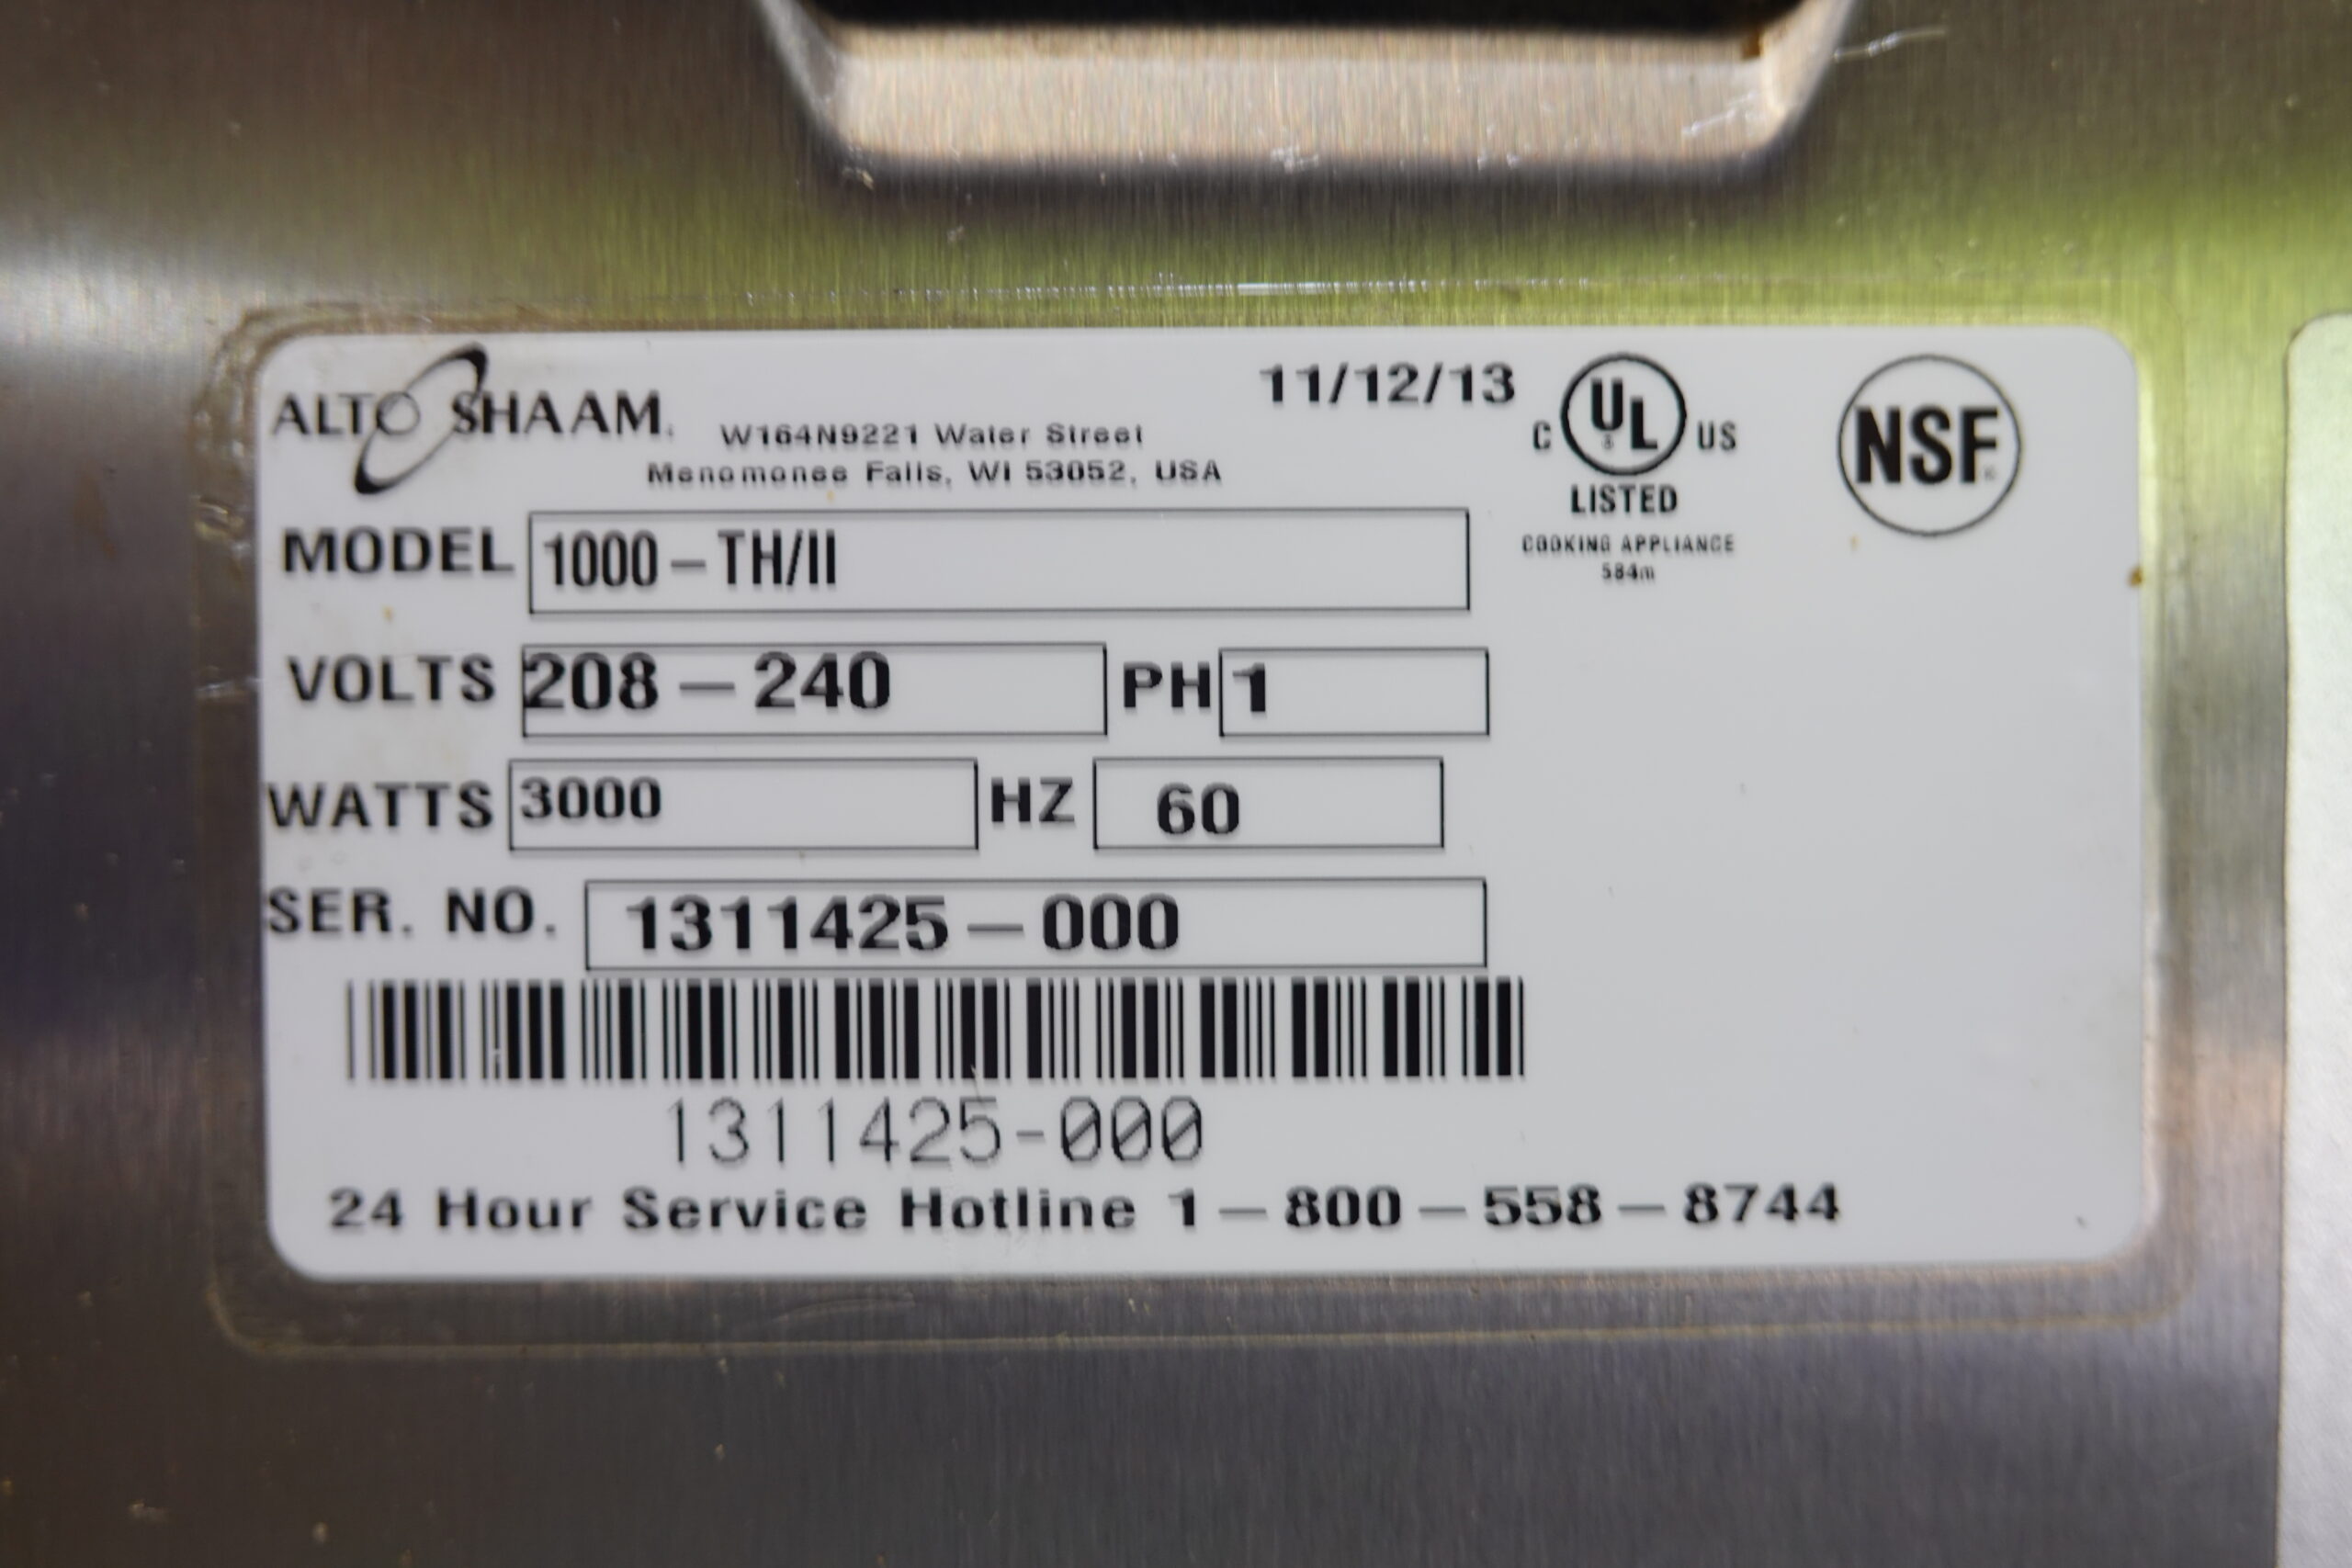 ALTO SHAAM. 11/12/13
W164N9221 Water Street
Menomonee Falls, WI 53052, USA
C UL® US
LISTED
COOKING APPLIANCE
584m
NSF®
MODEL 1000-TH/II
VOLTS 208-240 PH 1
WATTS 3000 HZ 60
SER. NO. 1311425-000
1311425-000
24 Hour Service Hotline 1-800-558-8744